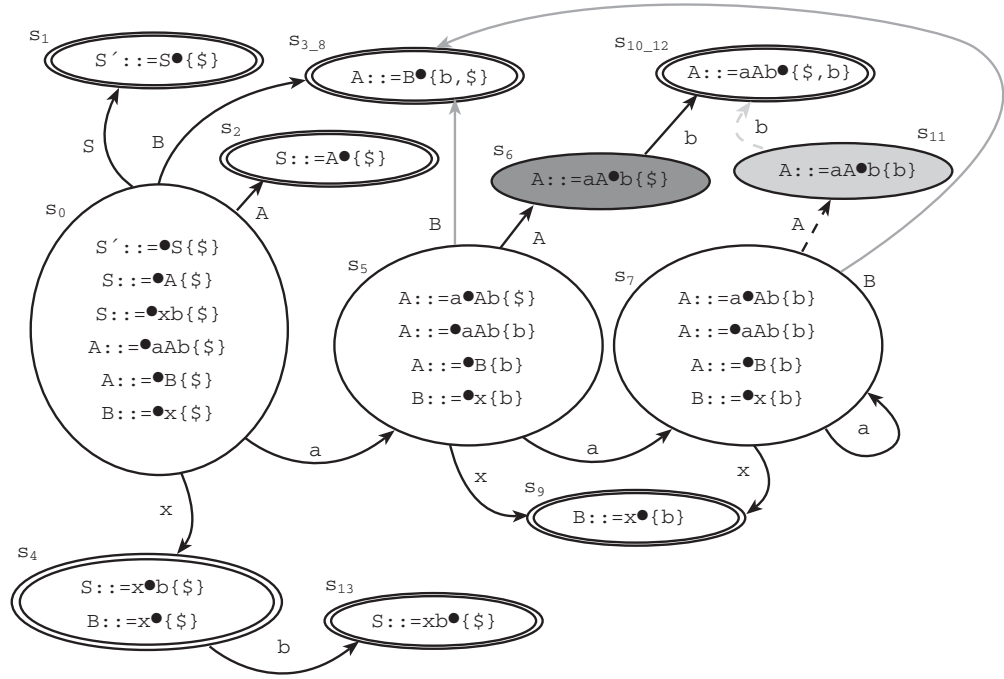 s1
S´::=S●{$}
s3_8
A::=B●{b,$}
s10_12
A::=aAb●{$,b}
S
B
s2
S::=A●{$}
A
b
b
s6
A::=aA●b{$}
s11
A::=aA●b{b}
s0
S´::=●S{$}
S::=●A{$}
S::=●xb{$}
A::=●aAb{$}
A::=●B{$}
B::=●x{$}
B
A
s5
A::=a●Ab{$}
A::=●aAb{b}
A::=●B{b}
B::=●x{b}
A
B
s7
A::=a●Ab{b}
A::=●aAb{b}
A::=●B{b}
B::=●x{b}
a
a
a
x
x
x
s9
B::=x●{b}
s4
S::=x●b{$}
B::=x●{$}
b
s13
S::=xb●{$}